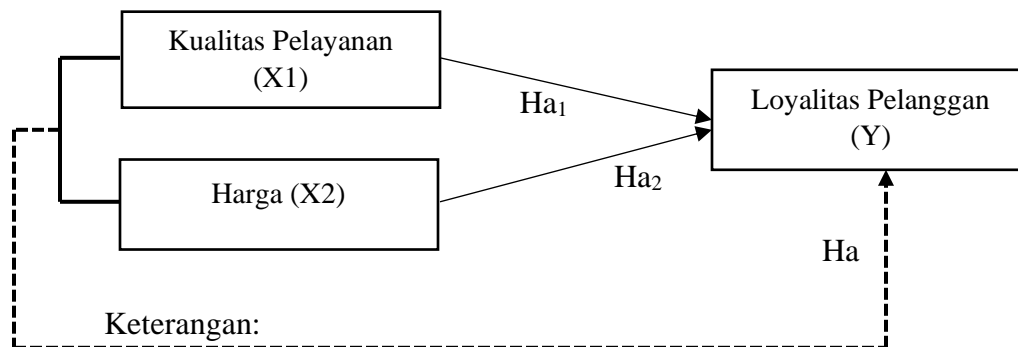 Kualitas Pelayanan
(X1)
Ha₁
Loyalitas Pelanggan
(Y)
Harga (X2)
Ha₂
Ha
Keterangan: